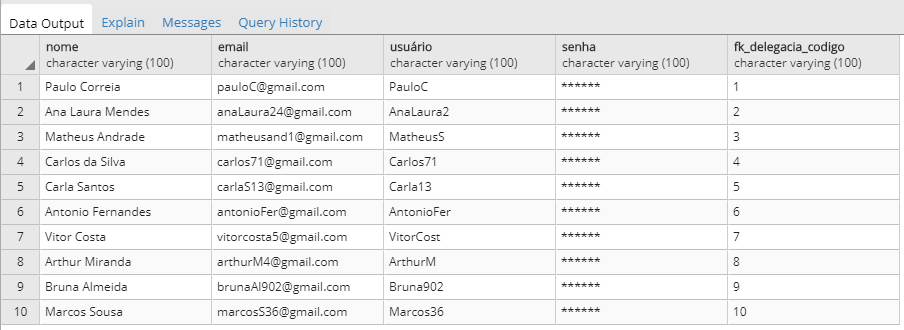 Data Output Explain Messages Query History
nome email usuário senha fk_delegacia_codigo
character varying (100) character varying (100) character varying (100) character varying (100) character varying (100)
1 Paulo Correia pauloC@gmail.com PauloC ****** 1
2 Ana Laura Mendes anaLaura24@gmail.com AnaLaura2 ****** 2
3 Matheus Andrade matheusand1@gmail.com MatheusS ****** 3
4 Carlos da Silva carlos71@gmail.com Carlos71 ****** 4
5 Carla Santos carlaS13@gmail.com Carla13 ****** 5
6 Antonio Fernandes antonioFer@gmail.com AntonioFer ****** 6
7 Vitor Costa vitorcosta5@gmail.com VitorCost ****** 7
8 Arthur Miranda arthurM4@gmail.com ArthurM ****** 8
9 Bruna Almeida brunaAl902@gmail.com Bruna902 ****** 9
10 Marcos Sousa marcosS36@gmail.com Marcos36 ****** 10